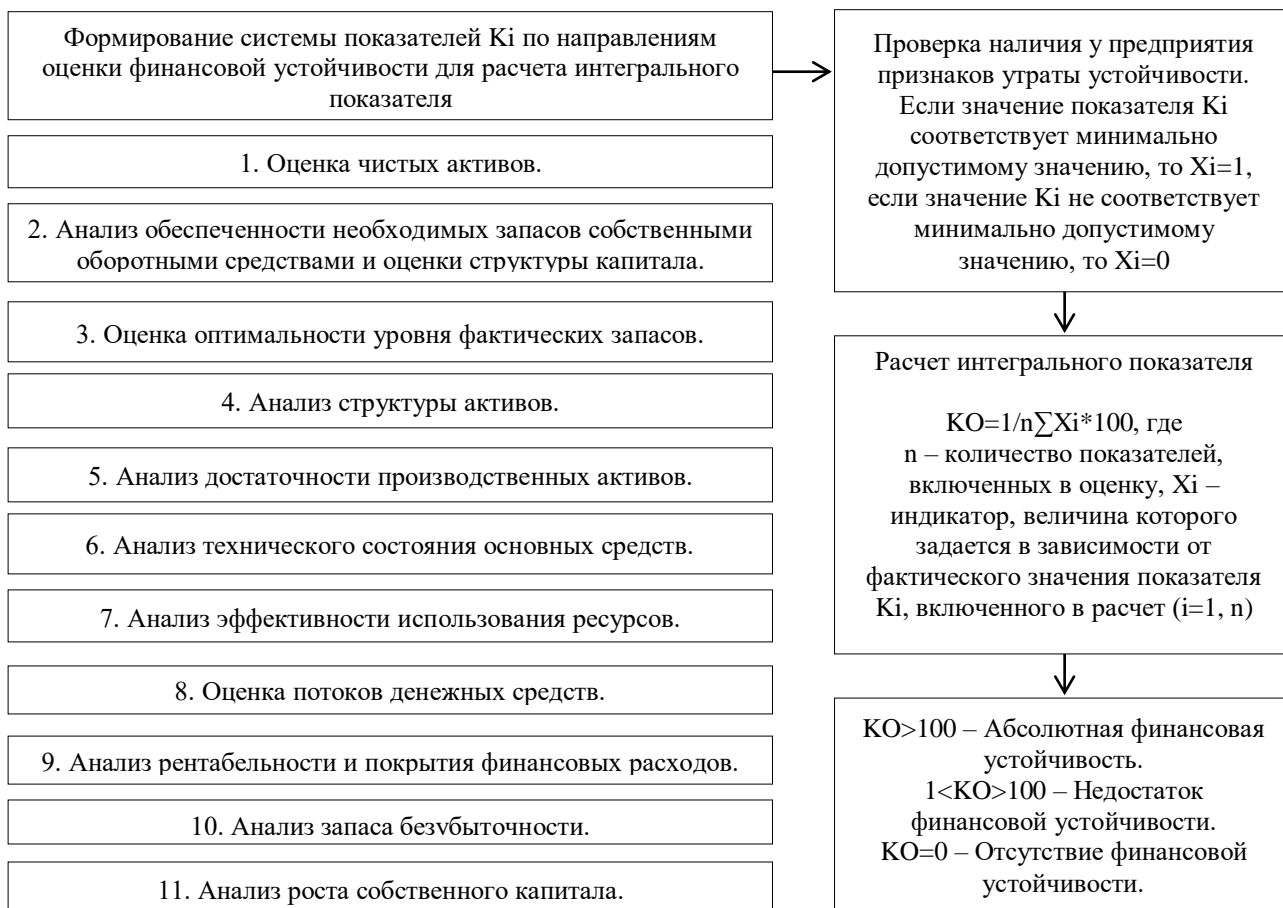 Формирование системы показателей Ki по направлениям
оценки финансовой устойчивости для расчета интегрального
показателя
1. Оценка чистых активов.
2. Анализ обеспеченности необходимых запасов собственными
оборотными средствами и оценки структуры капитала.
3. Оценка оптимальности уровня фактических запасов.
4. Анализ структуры активов.
5. Анализ достаточности производственных активов.
6. Анализ технического состояния основных средств.
7. Анализ эффективности использования ресурсов.
8. Оценка потоков денежных средств.
9. Анализ рентабельности и покрытия финансовых расходов.
10. Анализ запаса безубыточности.
11. Анализ роста собственного капитала.
Проверка наличия у предприятия
признаков утраты устойчивости.
Если значение показателя Ki
соответствует минимально
допустимому значению, то Xi=1,
если значение Ki не соответствует
минимально допустимому
значению, то Xi=0
Расчет интегрального показателя
KO=1/n∑Xi*100, где
n – количество показателей,
включенных в оценку, Xi –
индикатор, величина которого
задается в зависимости от
фактического значения показателя
Ki, включенного в расчет (i=1, n)
KO>100 – Абсолютная финансовая
устойчивость.
1<KO>100 – Недостаток
финансовой устойчивости.
KO=0 – Отсутствие финансовой
устойчивости.